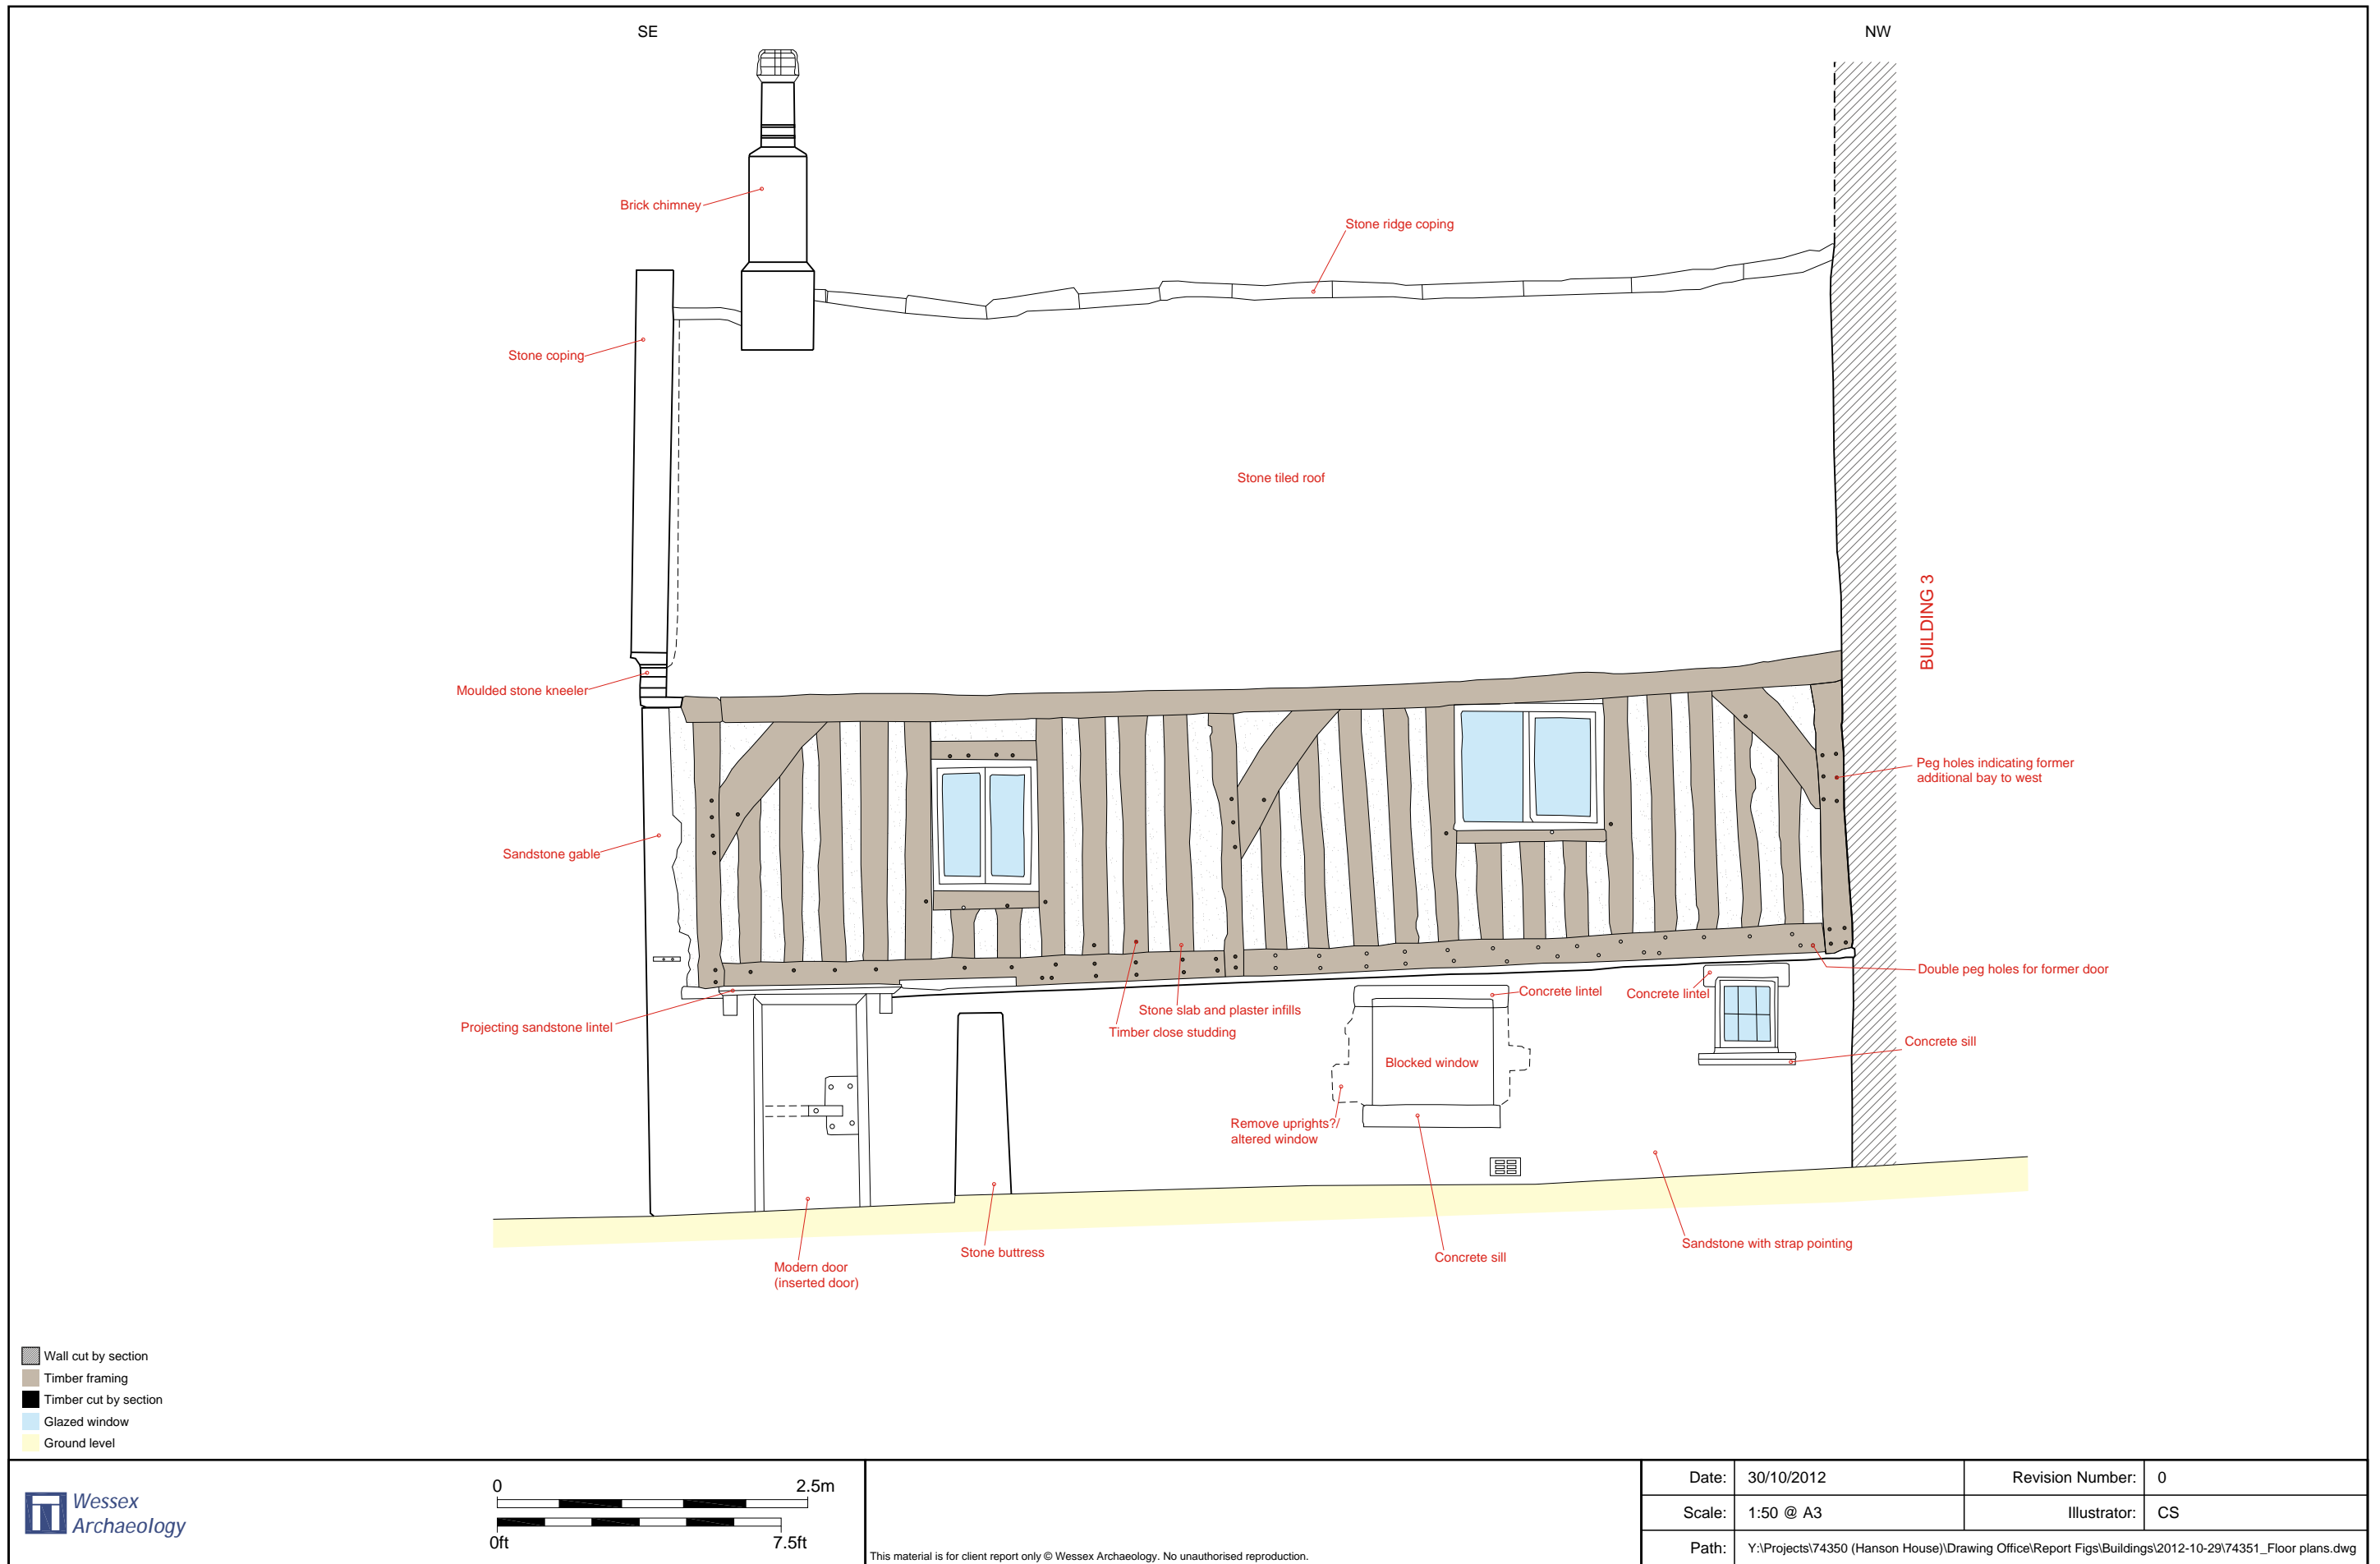 SE
NW
Brick chimney
Stone ridge coping
Stone coping
Stone tiled roof
BUILDING 3
Moulded stone kneeler
Peg holes indicating former
additional bay to west
Sandstone gable
Double peg holes for former door
Projecting sandstone lintel
Stone slab and plaster infills
Timber close studding
Concrete lintel
Concrete lintel
Concrete sill
Blocked window
Remove uprights?/
altered window
Sandstone with strap pointing
Stone buttress
Concrete sill
Modern door
(inserted door)
Wall cut by section
Timber framing
Timber cut by section
Glazed window
Ground level
Wessex
Archaeology
0 2.5m
0ft 7.5ft
This material is for client report only © Wessex Archaeology. No unauthorised reproduction.
Date: 30/10/2012 Revision Number: 0
Scale: 1:50 @ A3 Illustrator: CS
Path: Y:\Projects\74350 (Hanson House)\Drawing Office\Report Figs\Buildings\2012-10-29\74351_Floor plans.dwg